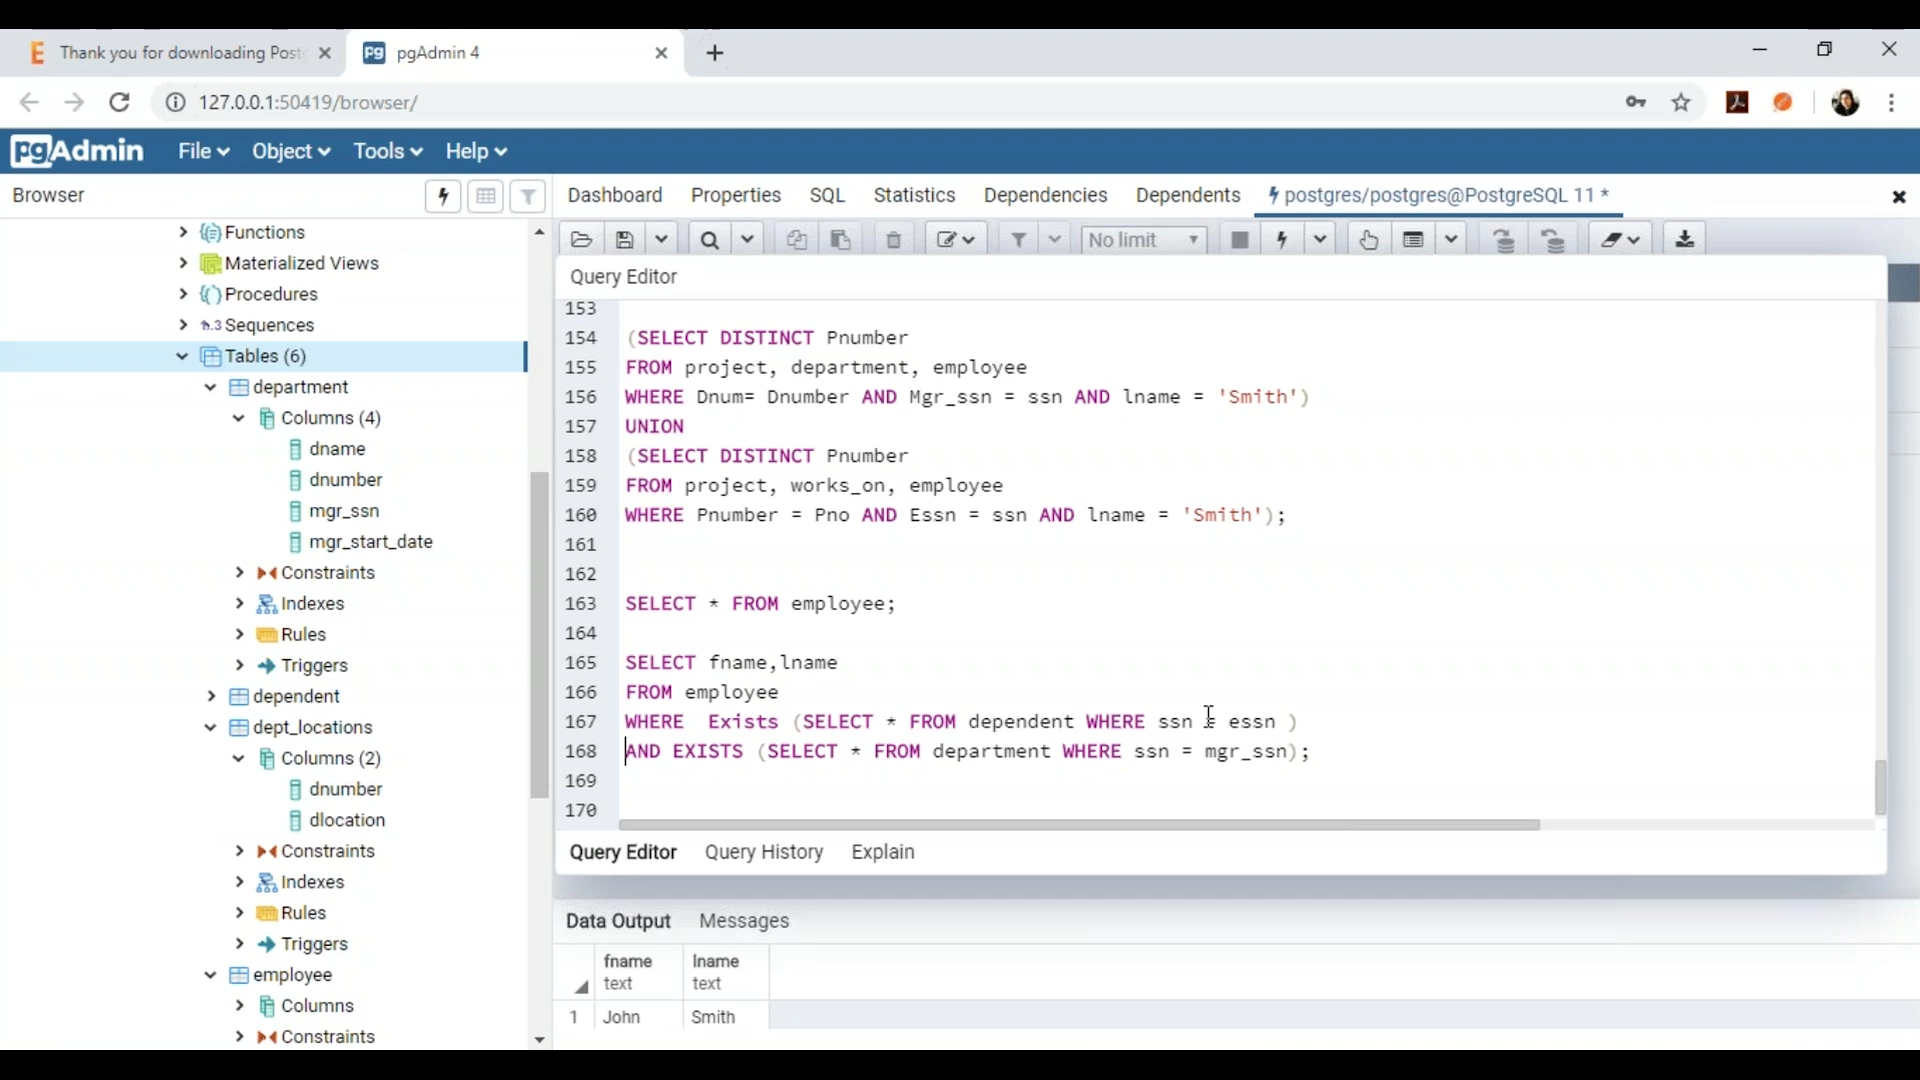 Thank you for downloading Post
pgAdmin 4
127.0.0.1:50419/browser/
pgAdmin
File
Object
Tools
Help
Browser
Dashboard
Properties
SQL
Statistics
Dependencies
Dependents
postgres/postgres@PostgreSQL 11 *
Functions
Materialized Views
Procedures
1..3 Sequences
Tables (6)
department
Columns (4)
dname
dnumber
mgr_ssn
mgr_start_date
Constraints
Indexes
Rules
Triggers
dependent
dept_locations
Columns (2)
dnumber
dlocation
Constraints
Indexes
Rules
Triggers
employee
Columns
Constraints
No limit
Query Editor
153
154 (SELECT DISTINCT Pnumber
155 FROM project, department, employee
156 WHERE Dnum= Dnumber AND Mgr_ssn = ssn AND lname = 'Smith')
157 UNION
158 (SELECT DISTINCT Pnumber
159 FROM project, works_on, employee
160 WHERE Pnumber = Pno AND Essn = ssn AND lname = 'Smith');
161
162
163 SELECT * FROM employee;
164
165 SELECT fname,lname
166 FROM employee
167 WHERE  Exists (SELECT * FROM dependent WHERE ssn = essn )
168 AND EXISTS (SELECT * FROM department WHERE ssn = mgr_ssn);
169
170
Query Editor
Query History
Explain
Data Output
Messages
fname
text
lname
text
1 John Smith